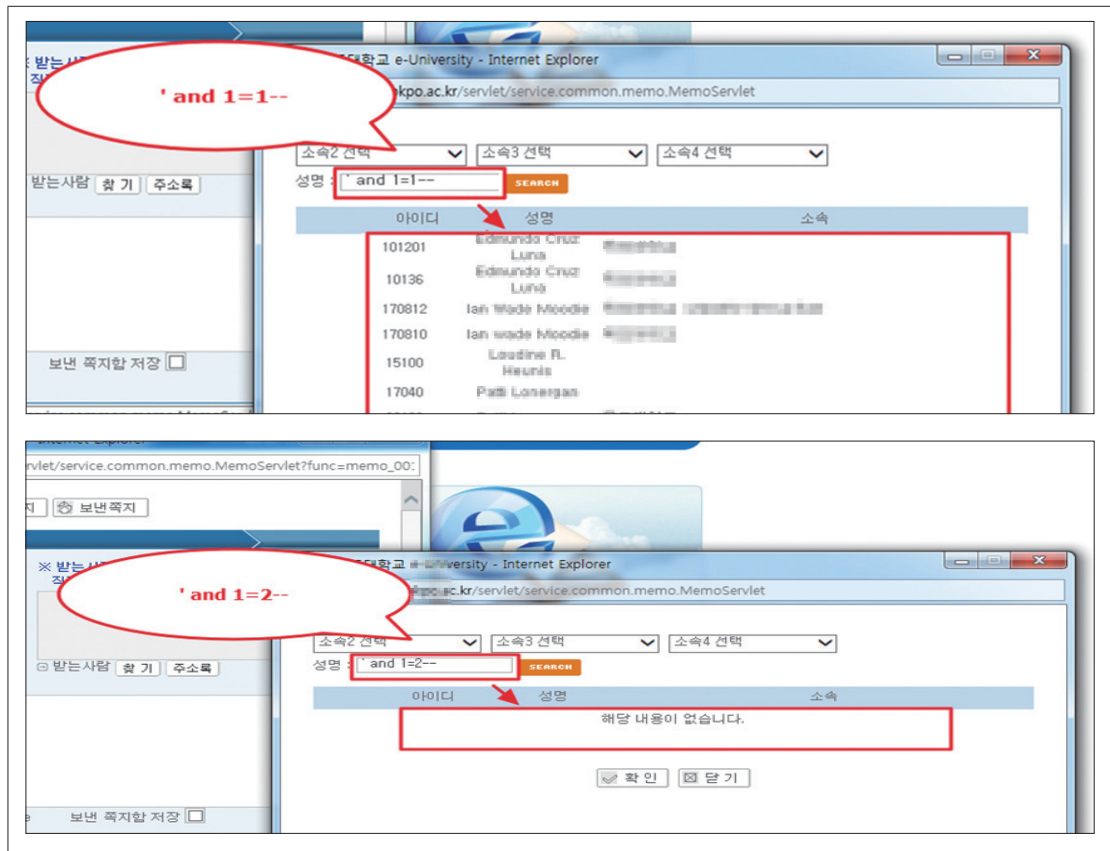 ※ 받는
' and 1=1--
대학교 e-University - Internet Explorer
kpo.ac.kr/servlet/service.common.memo.MemoServlet
소속2 선택 소속3 선택 소속4 선택
받는사람 찾 기 주소록
성명 : ' and 1=1-- SEARCH
아이디 성명 소속
101201 Edmundo Cruz Luna
10136 Edmundo Cruz Luna
170812 Ian Wade Moodie
170810 Ian wade Moodie
15100 Loudine R. Heunis
17040 Patti Lonergan
보낸 쪽지함 저장
Internet Explorer
rvlet/service.common.memo.MemoServlet?func=memo_00
지 보낸쪽지
※ 받는
' and 1=2--
대학교 e-University - Internet Explorer
kpo.ac.kr/servlet/service.common.memo.MemoServlet
소속2 선택 소속3 선택 소속4 선택
받는사람 찾 기 주소록
성명 : ' and 1=2-- SEARCH
아이디 성명 소속
해당 내용이 없습니다.
확 인 닫 기
보낸 쪽지함 저장